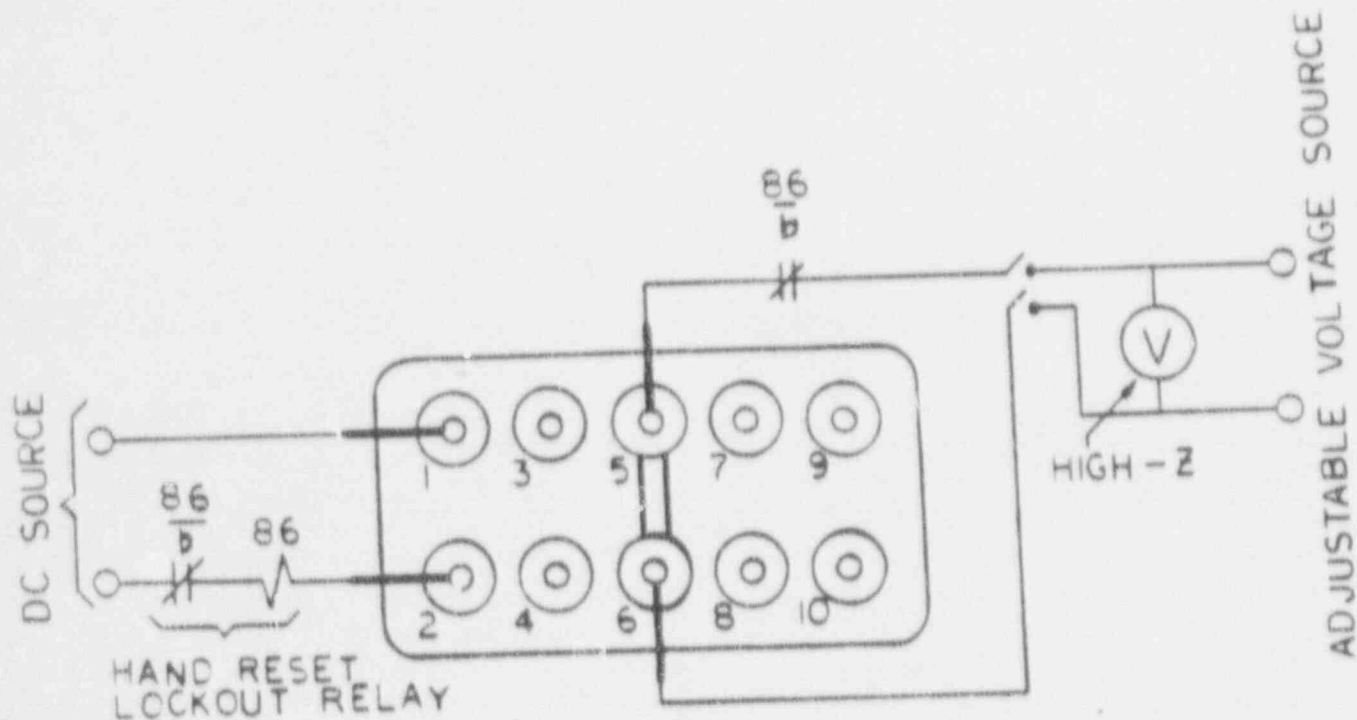 86
b
ADJUSTABLE VOLTAGE SOURCE
V
HIGH-Z
DC SOURCE
1 3 5 7 9
86
b
86
2 4 6 8 10
HAND RESET
LOCKOUT RELAY